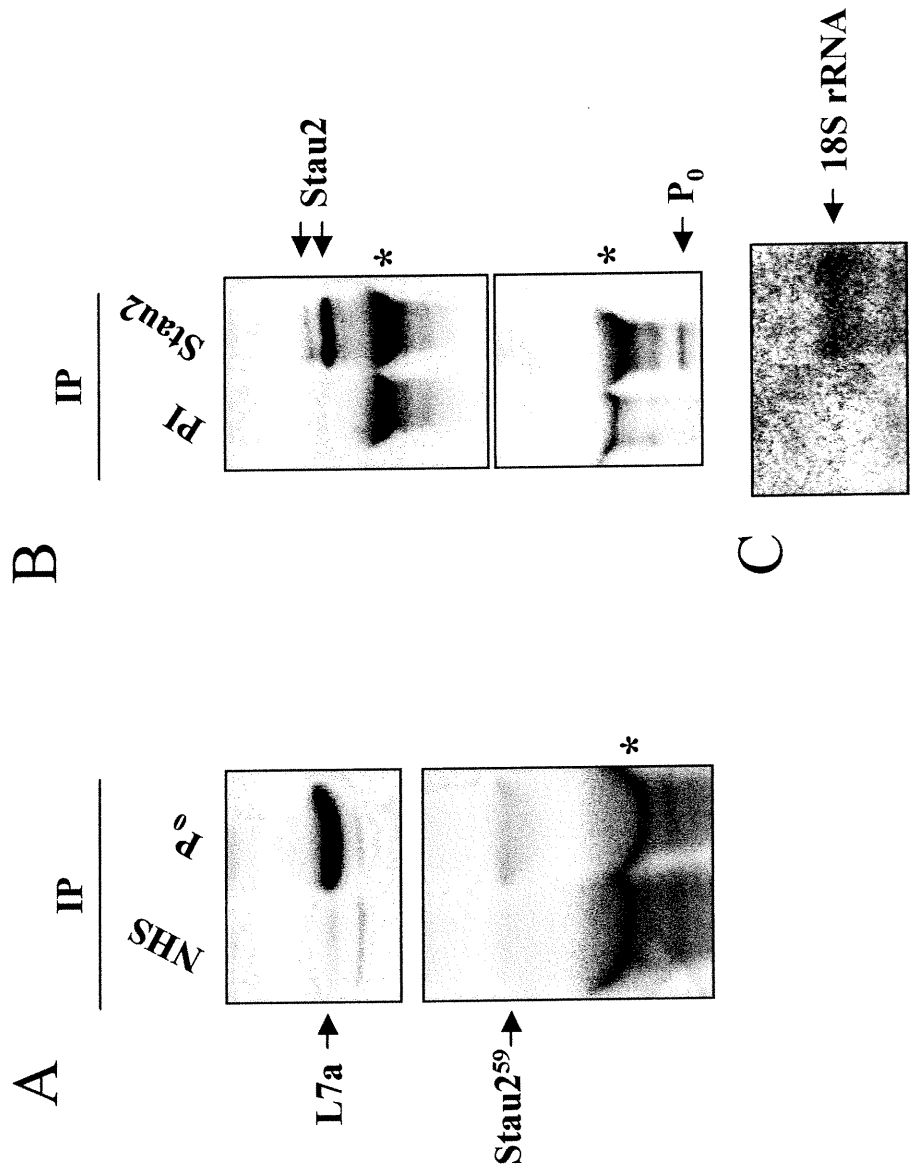 A
IP
NHS P₀
L7a →
Stau2⁵⁹ →
*
B
IP
PI Stau2
Stau2
*
*
← P₀
C
← 18S rRNA